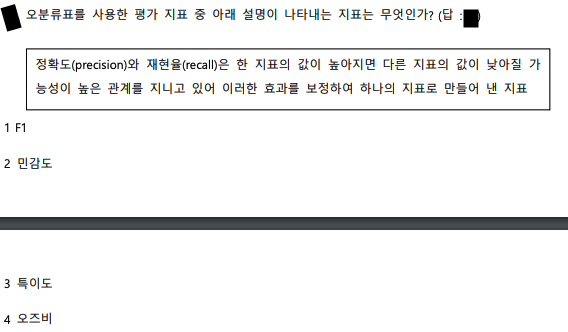 오분류표를 사용한 평가 지표 중 아래 설명이 나타내는 지표는 무엇인가? (답 : )
정확도(precision)와 재현율(recall)은 한 지표의 값이 높아지면 다른 지표의 값이 낮아질 가
능성이 높은 관계를 지니고 있어 이러한 효과를 보정하여 하나의 지표로 만들어 낸 지표
1 F1
2 민감도
3 특이도
4 오즈비